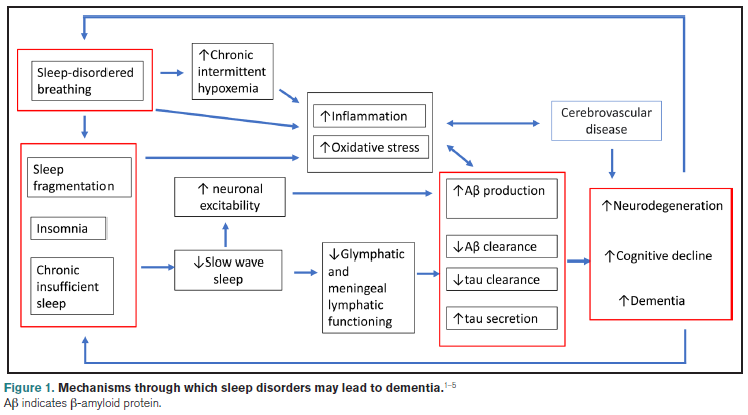 Sleep-disordered
breathing
↑Chronic
intermittent
hypoxemia
↑Inflammation
↑Oxidative stress
Cerebrovascular
disease
Sleep
fragmentation
Insomnia
Chronic
insufficient
sleep
↑ neuronal
excitability
↓Slow wave
sleep
↓Glymphatic
and
meningeal
lymphatic
functioning
↑Aβ production
↓Aβ clearance
↓tau clearance
↑tau secretion
↑Neurodegeneration
↑Cognitive decline
↑Dementia
Figure 1. Mechanisms through which sleep disorders may lead to dementia.1–5
Aβ indicates β-amyloid protein.